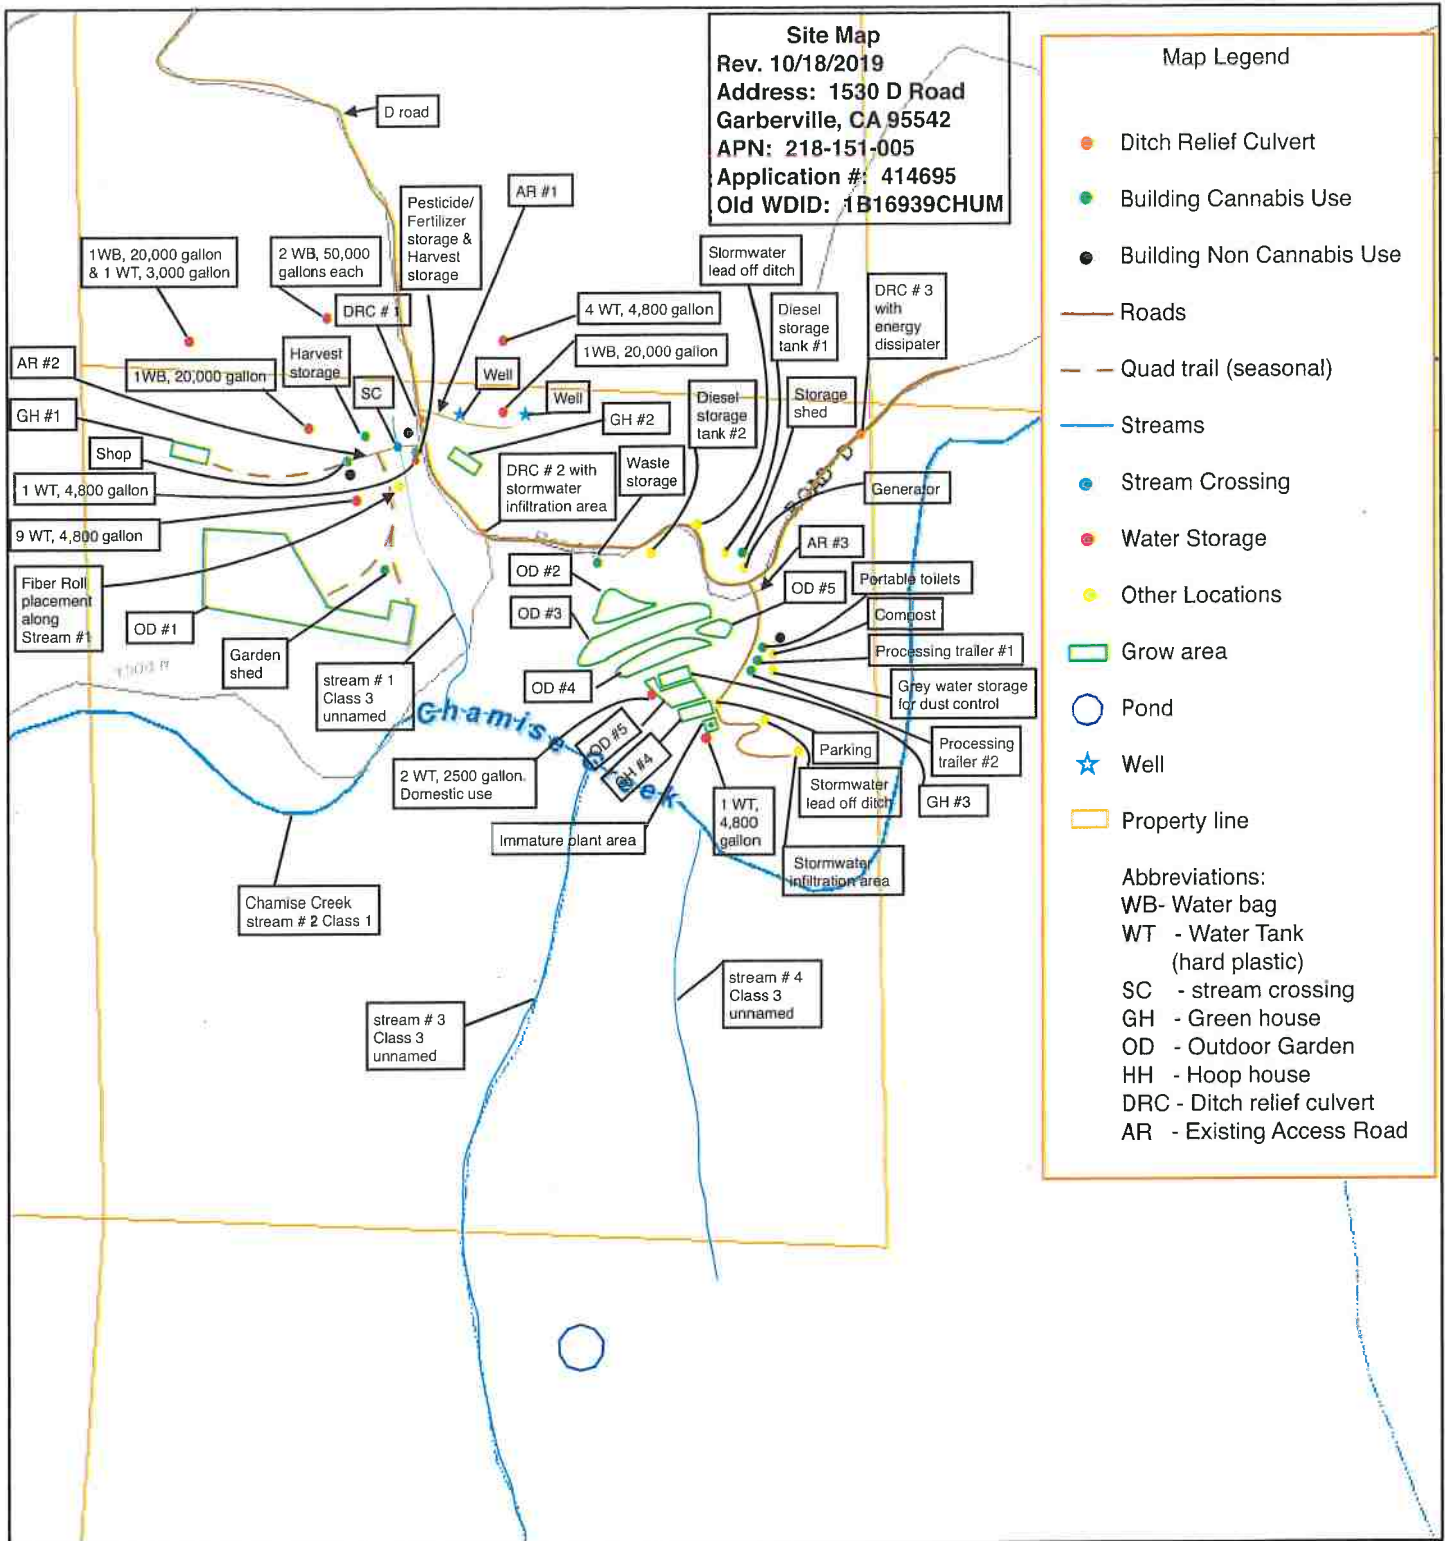 Site Map
Rev. 10/18/2019
Address: 1530 D Road
Garberville, CA 95542
APN: 218-151-005
Application #: 414695
Old WDID: 1B16939CHUM
D road
AR #1
Pesticide/
Fertilizer
storage &
Harvest
storage
1WB, 20,000 gallon
& 1 WT, 3,000 gallon
2 WB, 50,000
gallons each
DRC # 1
4 WT, 4,800 gallon
1WB, 20,000 gallon
Stormwater
lead off ditch
Diesel
storage
tank #1
DRC # 3
with
energy
dissipater
AR #2
1WB, 20,000 gallon
Harvest
storage
SC
Well
Well
GH #1
GH #2
Diesel
storage
tank #2
Storage
shed
Shop
1 WT, 4,800 gallon
9 WT, 4,800 gallon
DRC # 2 with
stormwater
infiltration area
Waste
storage
ROAD D
Generator
AR #3
Fiber Roll
placement
along
Stream #1
OD #1
Garden
shed
stream # 1
Class 3
unnamed
OD #2
OD #3
OD #4
OD #5
Portable toilets
Compost
Processing trailer #1
Grey water storage
for dust control
Chamise Creek
OD #5
GH #4
2 WT, 2500 gallon.
Domestic use
Parking
Processing
trailer #2
Stormwater
lead off ditch
GH #3
1 WT,
4,800
gallon
Immature plant area
Stormwater
infiltration area
Chamise Creek
stream # 2 Class 1
stream # 3
Class 3
unnamed
stream # 4
Class 3
unnamed
Map Legend
Ditch Relief Culvert
Building Cannabis Use
Building Non Cannabis Use
Roads
Quad trail (seasonal)
Streams
Stream Crossing
Water Storage
Other Locations
Grow area
Pond
Well
Property line
Abbreviations:
WB- Water bag
WT - Water Tank
(hard plastic)
SC - stream crossing
GH - Green house
OD - Outdoor Garden
HH - Hoop house
DRC - Ditch relief culvert
AR - Existing Access Road